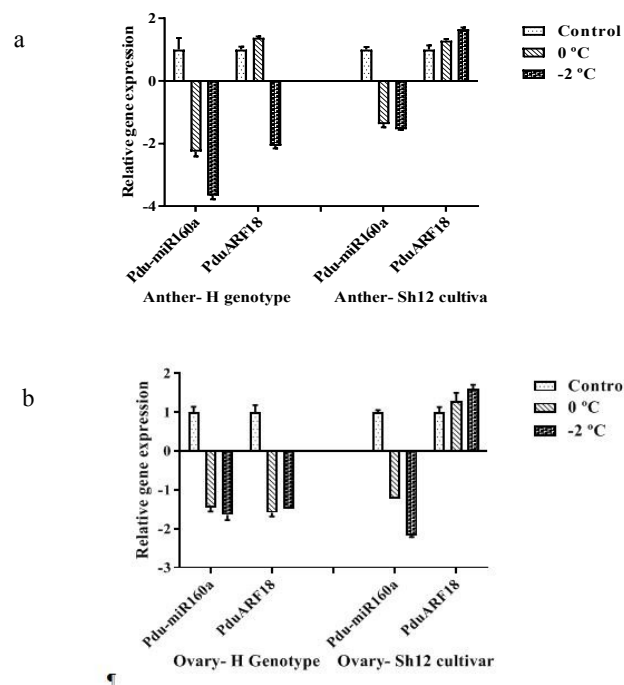 a
Relative gene expression
2
0
-2
-4
Control
0 ºC
-2 ºC
Pdu-miR160a
PduARF18
Pdu-miR160a
PduARF18
Anther- H genotype
Anther- Sh12 cultiva
b
Relative gene expression
2
1
0
-1
-2
-3
Control
0 ºC
-2 ºC
Pdu-miR160a
PduARF18
Pdu-miR160a
PduARF18
Ovary- H Genotype
Ovary- Sh12 cultivar
¶